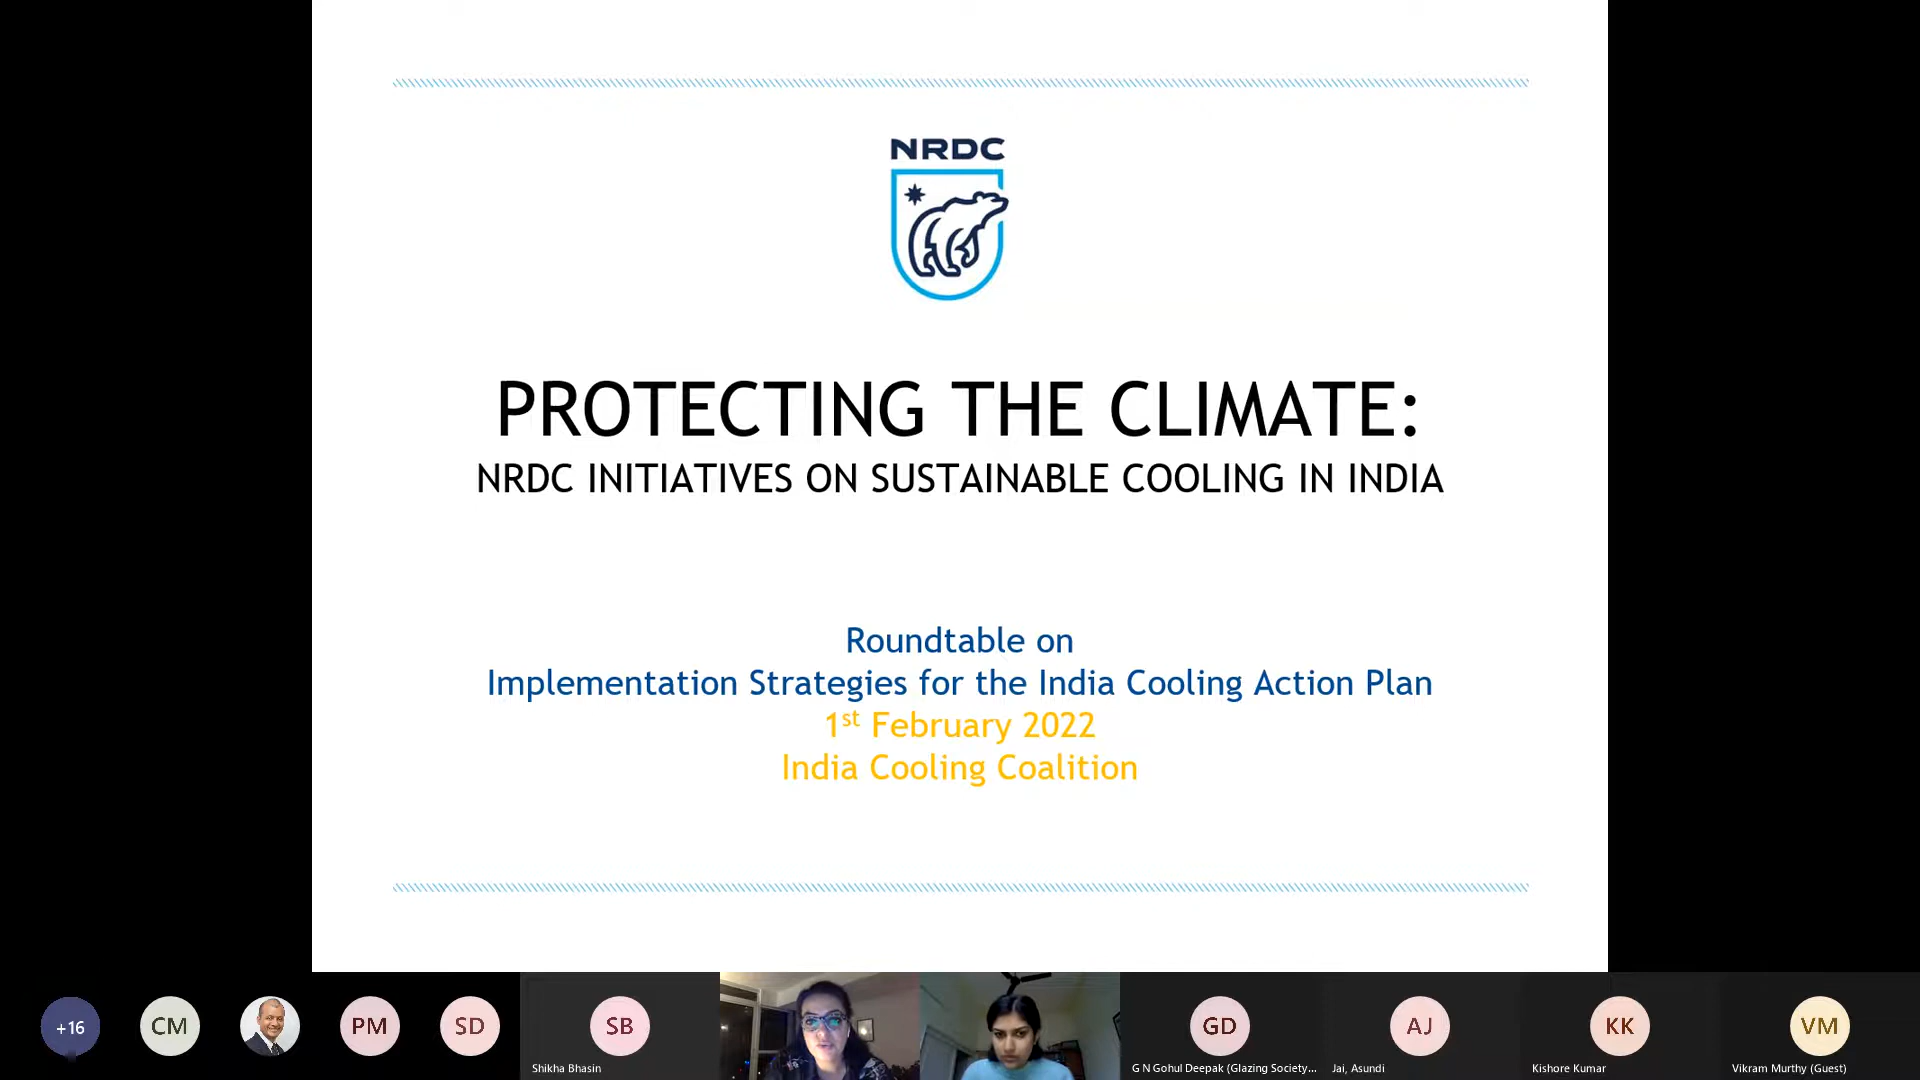 NRDC
PROTECTING THE CLIMATE:
NRDC INITIATIVES ON SUSTAINABLE COOLING IN INDIA
Roundtable on
Implementation Strategies for the India Cooling Action Plan
1st February 2022
India Cooling Coalition
+16
CM
PM
SD
SB
Shikha Bhasin
GD
G N Gohul Deepak (Glazing Society...
AJ
Jai, Asundi
KK
Kishore Kumar
VM
Vikram Murthy (Guest)